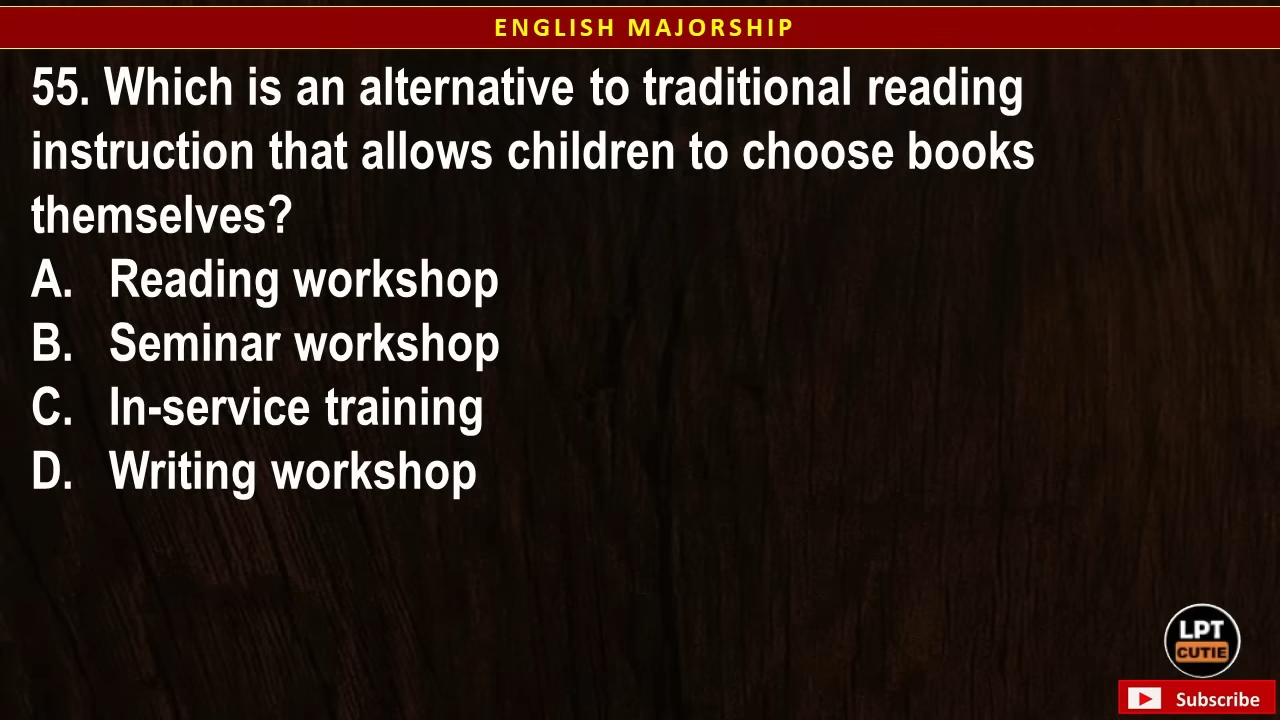 ENGLISH MAJORSHIP
55. Which is an alternative to traditional reading
instruction that allows children to choose books
themselves?
A. Reading workshop
B. Seminar workshop
C. In-service training
D. Writing workshop
LPT
CUTIE
Subscribe